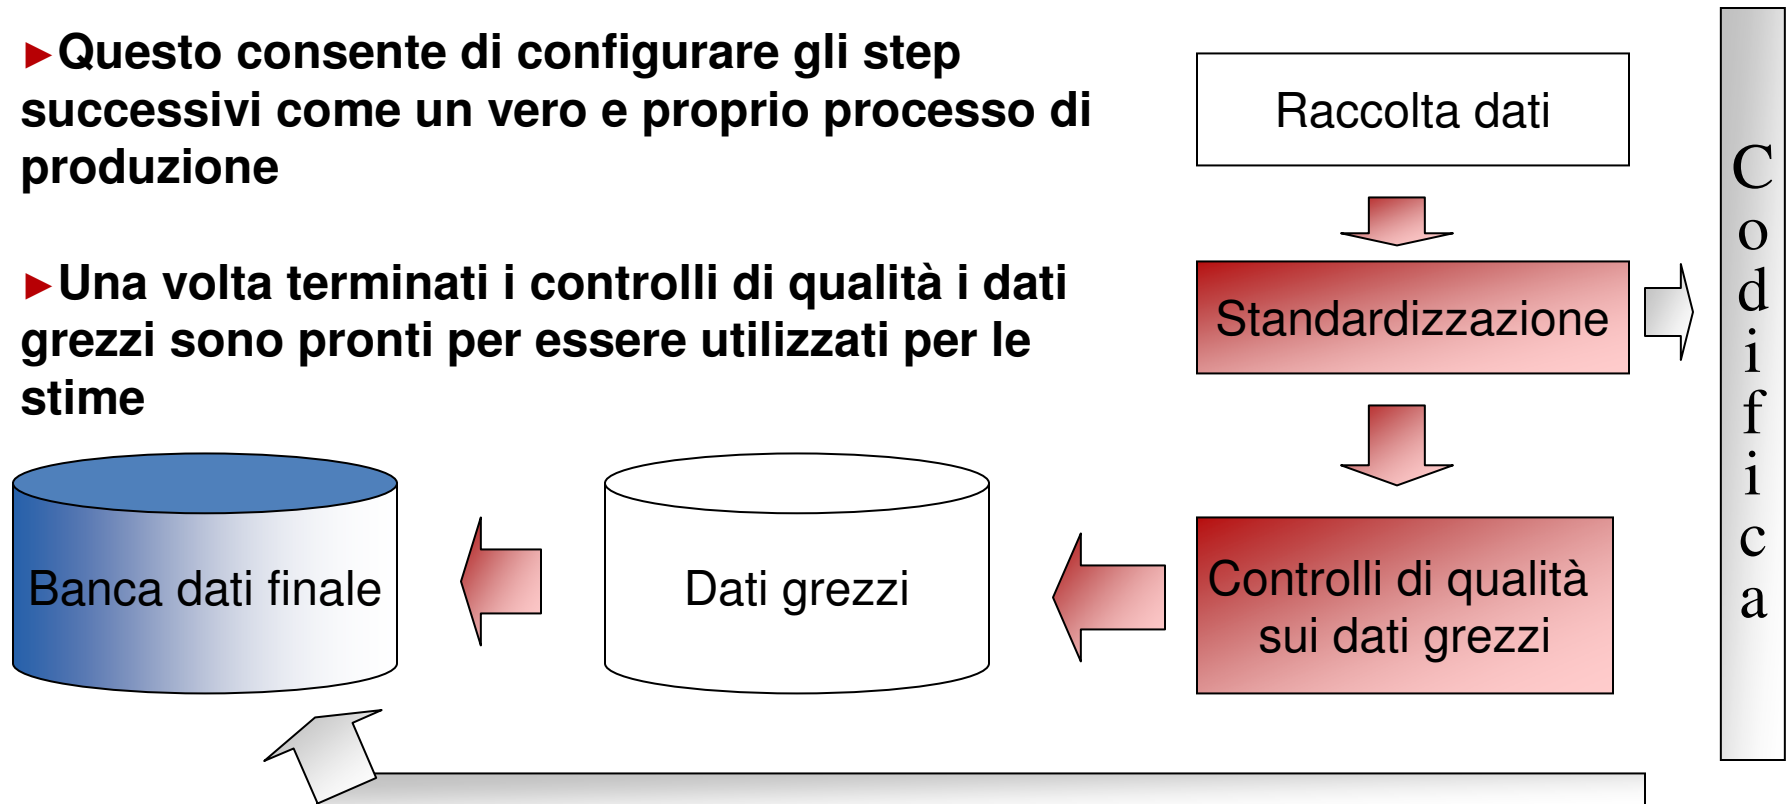 ►Questo consente di configurare gli step
successivi come un vero e proprio processo di
produzione
►Una volta terminati i controlli di qualità i dati
grezzi sono pronti per essere utilizzati per le
stime
Raccolta dati
Standardizzazione
Controlli di qualità
sui dati grezzi
Dati grezzi
Banca dati finale
Codifica